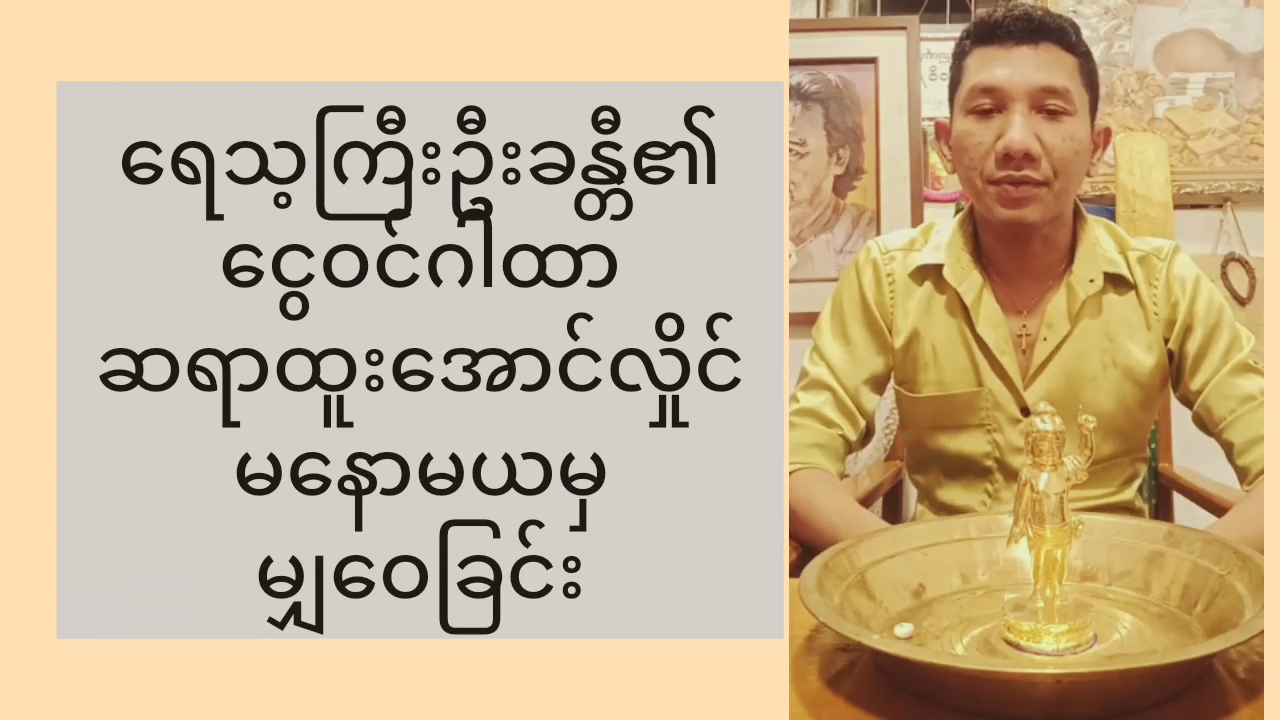 ရေသ့ကြီးဦးခန္တီ၏
ငွေဝင်ဂါထာ
ဆရာထူးအောင်လှိုင်
မနောမယမှ
မျှဝေခြင်း